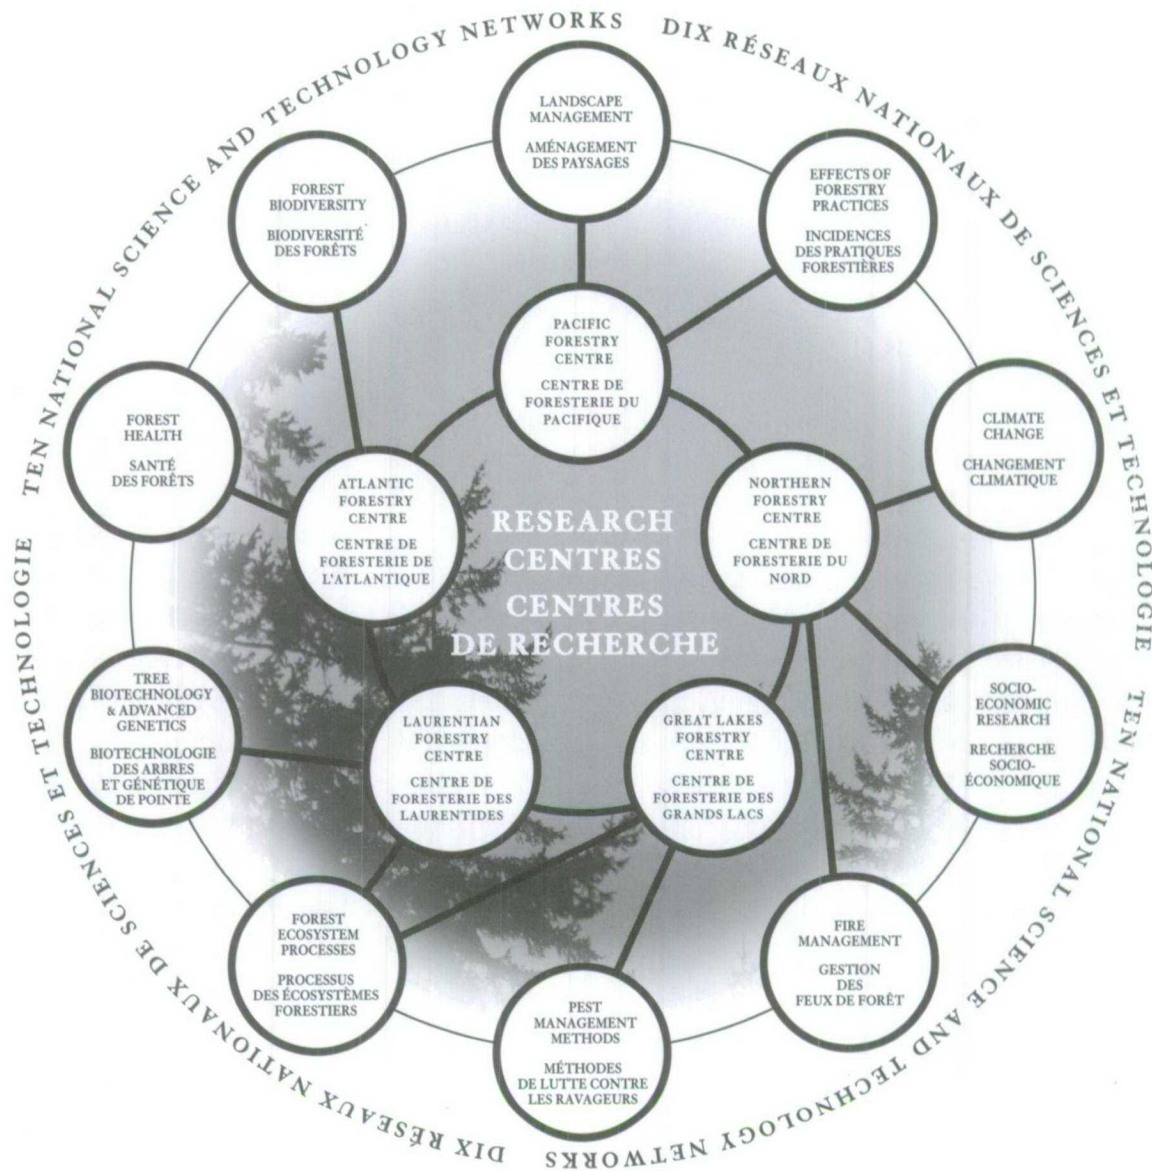 TEN NATIONAL SCIENCE AND TECHNOLOGY NETWORKS
DIX RÉSEAUX NATIONAUX DE SCIENCES ET TECHNOLOGIE
TEN NATIONAL SCIENCE AND TECHNOLOGY NETWORKS
DIX RÉSEAUX NATIONAUX DE SCIENCES ET TECHNOLOGIE
LANDSCAPE
MANAGEMENT
AMÉNAGEMENT
DES PAYSAGES
EFFECTS OF
FORESTRY
PRACTICES
INCIDENCES
DES PRATIQUES
FORESTIÈRES
CLIMATE
CHANGE
CHANGEMENT
CLIMATIQUE
SOCIO-
ECONOMIC
RESEARCH
RECHERCHE
SOCIO-
ÉCONOMIQUE
FIRE
MANAGEMENT
GESTION
DES
FEUX DE FORÊT
PEST
MANAGEMENT
METHODS
MÉTHODES
DE LUTTE CONTRE
LES RAVAGEURS
FOREST
ECOSYSTEM
PROCESSES
PROCESSUS
DES ÉCOSYSTÈMES
FORESTIERS
TREE
BIOTECHNOLOGY
& ADVANCED
GENETICS
BIOTECHNOLOGIE
DES ARBRES
ET GÉNÉTIQUE
DE POINTE
FOREST
HEALTH
SANTÉ
DES FORÊTS
FOREST
BIODIVERSITY
BIODIVERSITÉ
DES FORÊTS
PACIFIC
FORESTRY
CENTRE
CENTRE DE
FORESTERIE DU
PACIFIQUE
NORTHERN
FORESTRY
CENTRE
CENTRE DE
FORESTERIE DU
NORD
GREAT LAKES
FORESTRY
CENTRE
CENTRE DE
FORESTERIE DES
GRANDS LACS
LAURENTIAN
FORESTRY
CENTRE
CENTRE DE
FORESTERIE DES
LAURENTIDES
ATLANTIC
FORESTRY
CENTRE
CENTRE DE
FORESTERIE DE
L'ATLANTIQUE
RESEARCH
CENTRES
CENTRES
DE RECHERCHE